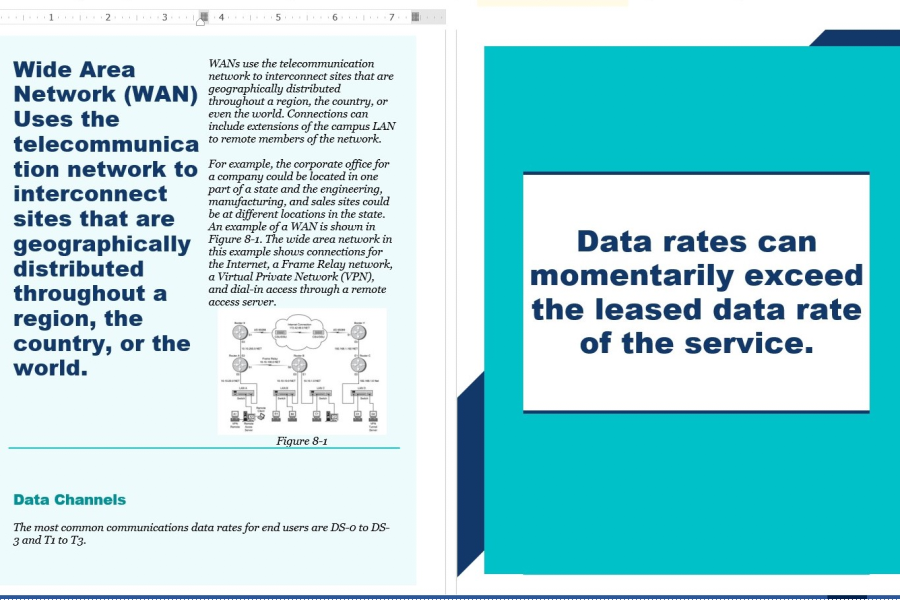 1 2 3 4 5 6 7
Wide Area
Network (WAN)
Uses the
telecommunica
tion network to
interconnect
sites that are
geographically
distributed
throughout a
region, the
country, or the
world.
WANs use the telecommunication
network to interconnect sites that are
geographically distributed
throughout a region, the country, or
even the world. Connections can
include extensions of the campus LAN
to remote members of the network.
For example, the corporate office for
a company could be located in one
part of a state and the engineering,
manufacturing, and sales sites could
be at different locations in the state.
An example of a WAN is shown in
Figure 8-1. The wide area network in
this example shows connections for
the Internet, a Frame Relay network,
a Virtual Private Network (VPN),
and dial-in access through a remote
access server.
Figure 8-1
Data Channels
The most common communications data rates for end users are DS-0 to DS-
3 and T1 to T3.
Data rates can
momentarily exceed
the leased data rate
of the service.